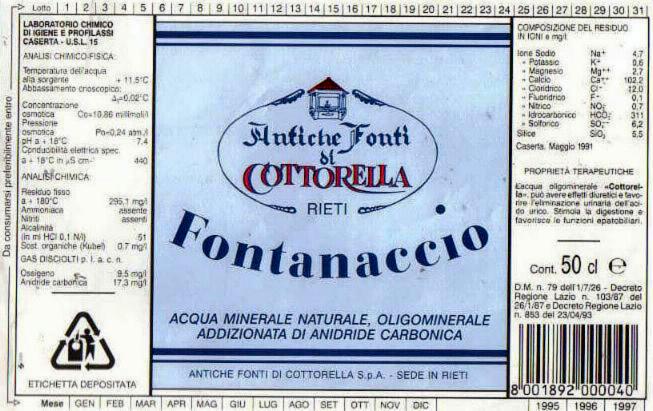 Lotto 1 2 3 4 5 6 7 8 9 10 11 12 13 14 15 16 17 18 19 20 21 22 23 24 25 26 27 28 29 30 31
Da consumarsi preferibilmente entro
LABORATORIO CHIMICO
DI IGIENE E PROFILASSI
CASERTA - U.S.L. 15
ANALISI CHIMICO-FISICA:
Temperatura dell'acqua
alla sorgente + 11,5°C
Abbassamento crioscopico:
Δt=0,02°C
Concentrazione
osmotica Co=10,86 millimoli/l
Pressione
osmotica Po=0,24 atm./l
pH a + 18°C 7.4
Conducibilità elettrica spec.
a + 18°C in µS cm-1 440
ANALISI CHIMICA:
Residuo fisso
a + 180°C 295,1 mg/l
Ammoniaca assente
Nitriti assenti
Alcalinità
(in ml HCl 0,1 N/l) 51
Sost. organiche (Kubel) 0.7 mg/l
GAS DISCIOLTI p. l. a. c. n.
Ossigeno 9.5 mg/l
Anidride carbonica 17,3 mg/l
ETICHETTA DEPOSITATA
Antiche Fonti
di
COTTORELLA
RIETI
Fontanaccio
ACQUA MINERALE NATURALE, OLIGOMINERALE
ADDIZIONATA DI ANIDRIDE CARBONICA
ANTICHE FONTI DI COTTORELLA S.p.A. - SEDE IN RIETI
COMPOSIZIONE DEL RESIDUO
IN IONI e mg/l
Ione Sodio Na+ 4,7
» Potassio K+ 0,6
» Magnesio Mg++ 2,7
» Calcio Ca++ 102,2
» Cloridrico Cl- 12,0
» Fluoridrico F- 0,1
» Nitrico NO3- 0,7
» Idrocarbonico HCO3- 311
» Solforico SO4-- 6,2
Silice SiO2 5,5
Caserta, Maggio 1991
PROPRIETÀ TERAPEUTICHE
L'acqua oligominerale «Cottorel-
la», può avere effetti diuretici e favo-
rire l'eliminazione urinaria dell'aci-
do urico. Stimola la digestione e
favorisce le funzioni epatobiliari.
Cont. 50 cl e
D.M. n. 79 dell'1/7/26 - Decreto
Regione Lazio n. 103/87 del
26/1/87 e Decreto Regione Lazio
n. 853 del 23/04/93
8 001892 000040
Mese GEN FEB MAR APR MAG GIU LUG AGO SET OTT NOV DIC 1995 1996 1997